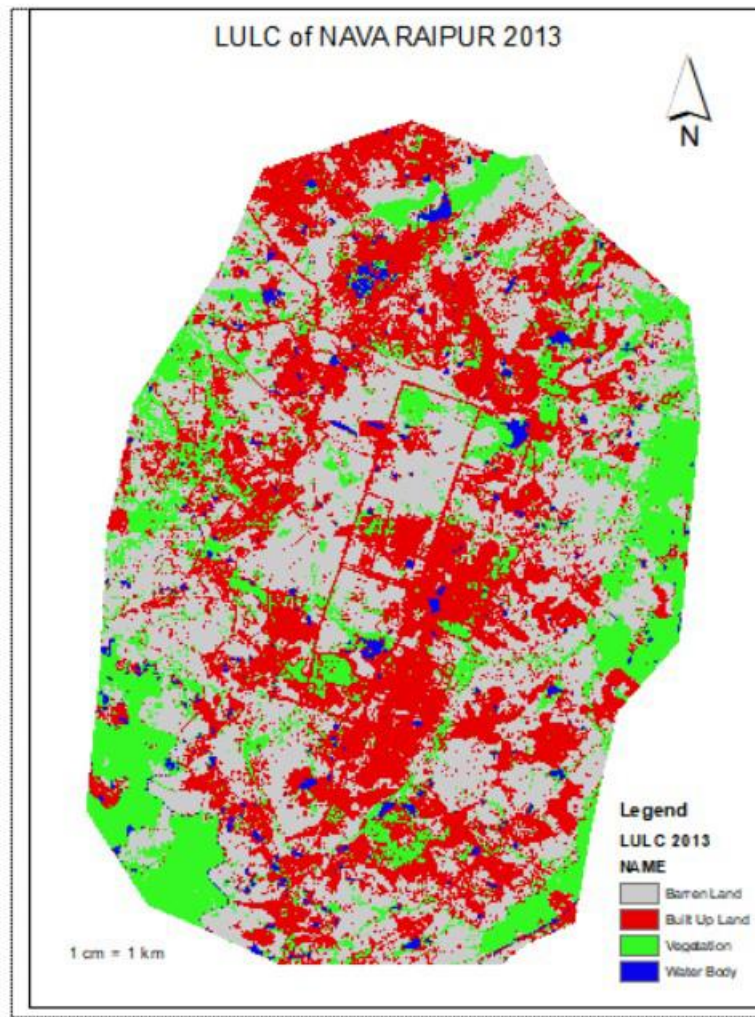 LULC of NAVA RAIPUR 2013
N
Legend
LULC 2013
NAME
Barren Land
Built Up Land
Vegetation
Water Body
1 cm = 1 km